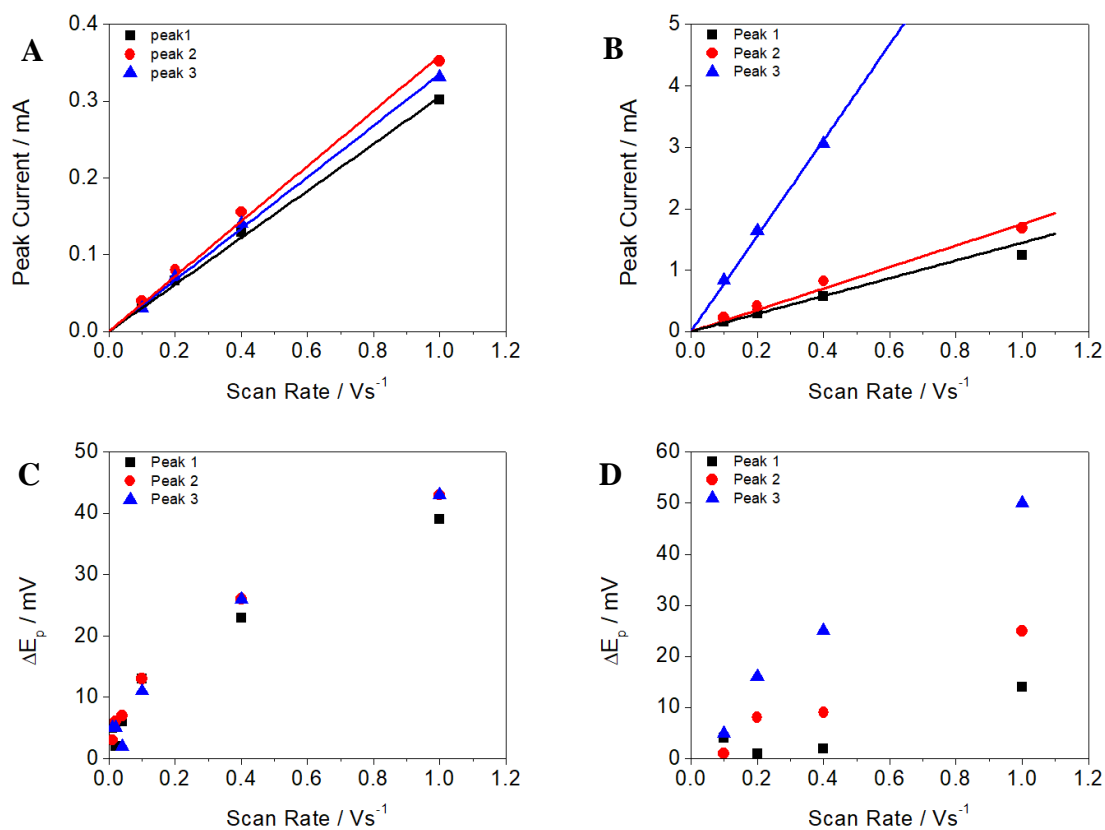 A
peak1
peak 2
peak 3
0.4
0.3
0.2
0.1
0.0
Peak Current / mA
0.0 0.2 0.4 0.6 0.8 1.0 1.2
Scan Rate / Vs⁻¹
B
Peak 1
Peak 2
Peak 3
5
4
3
2
1
0
Peak Current / mA
0.0 0.2 0.4 0.6 0.8 1.0 1.2
Scan Rate / Vs⁻¹
C
Peak 1
Peak 2
Peak 3
50
40
30
20
10
0
ΔEₚ / mV
0.0 0.2 0.4 0.6 0.8 1.0 1.2
Scan Rate / Vs⁻¹
D
Peak 1
Peak 2
Peak 3
60
50
40
30
20
10
0
ΔEₚ / mV
0.0 0.2 0.4 0.6 0.8 1.0 1.2
Scan Rate / Vs⁻¹